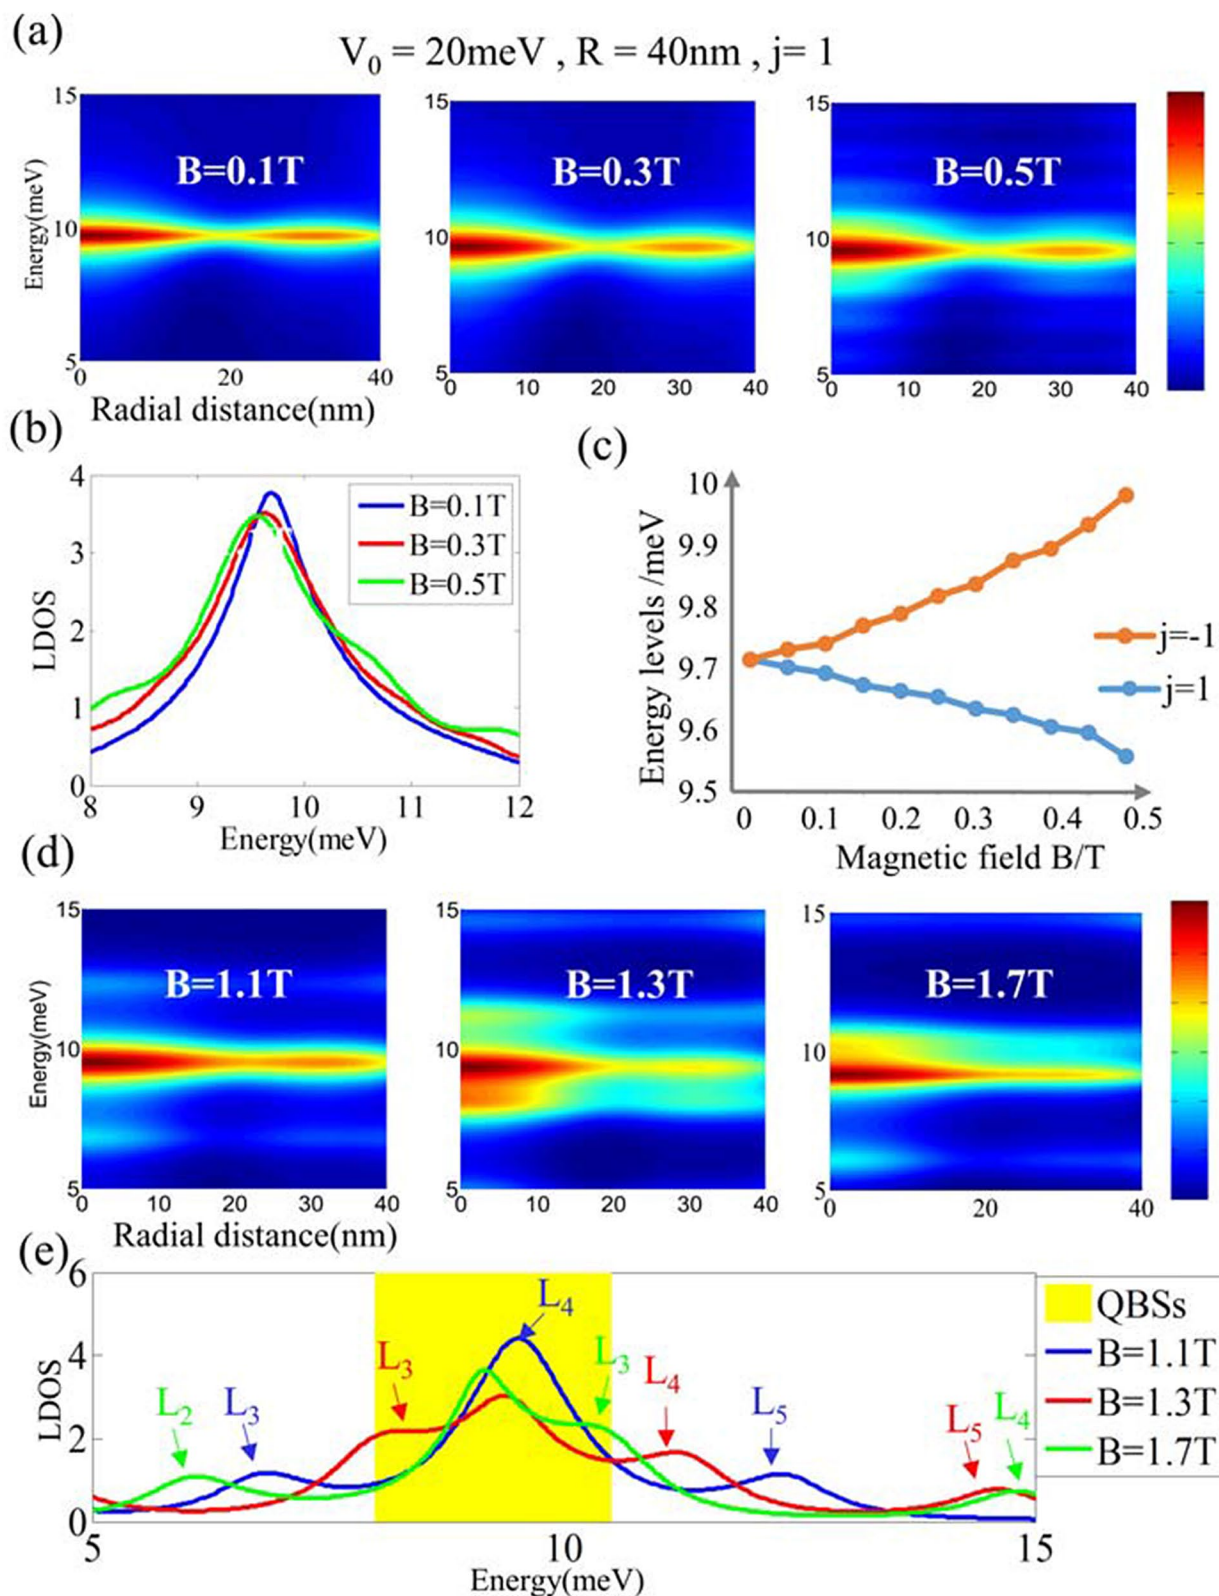 (a)
V₀ = 20meV , R = 40nm , j= 1
15
10
5
Energy(meV)
B=0.1T
0 20 40
Radial distance(nm)
15
10
5
B=0.3T
0 10 20 30 40
15
10
5
B=0.5T
0 10 20 30 40
(b)
4
3
2
1
0
LDOS
B=0.1T
B=0.3T
B=0.5T
8 9 10 11 12
Energy(meV)
(c)
10
9.9
9.8
9.7
9.6
9.5
Energy levels /meV
j=-1
j=1
0 0.1 0.2 0.3 0.4 0.5
Magnetic field B/T
(d)
15
10
5
Energy(meV)
B=1.1T
0 10 20 30 40
Radial distance(nm)
15
10
5
B=1.3T
0 10 20 30 40
15
10
5
B=1.7T
0 20 40
(e)
6
4
2
0
LDOS
L₂
L₃
L₃
L₄
L₃
L₄
L₅
L₅
L₄
QBSs
B=1.1T
B=1.3T
B=1.7T
5 10 15
Energy(meV)